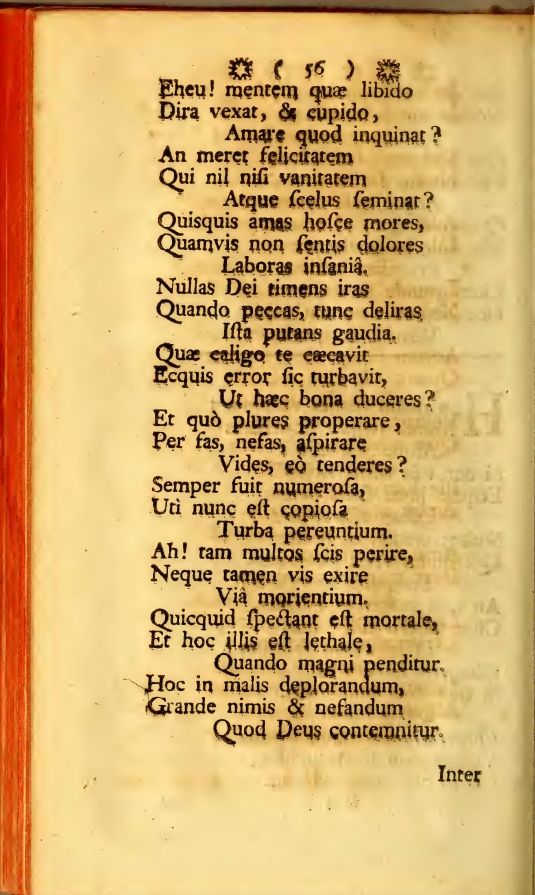 ( 56 )
Eheu! mentem quæ libido
Dira vexat, & cupido,
Amare quod inquinat?
An meret felicitatem
Qui nil niſi vanitatem
Atque ſcelus ſeminat?
Quisquis amas hoſce mores,
Quamvis non ſentis dolores
Laboras inſaniâ.
Nullas Dei timens iras
Quando peccas, tunc deliras
Iſta putans gaudia.
Quæ caligo te cæcavit
Ecquis error ſic turbavit,
Ut hæc bona duceres?
Et quò plures properare,
Per fas, nefas, aſpirare
Vides, eò tenderes?
Semper fuit numeroſa,
Uti nunc eſt copioſa
Turba pereuntium.
Ah! tam multos ſcis perire,
Neque tamen vis exire
Viâ morientium.
Quicquid ſpectant eſt mortale,
Et hoc illis eſt lethale,
Quando magni penditur.
Hoc in malis deplorandum,
Grande nimis & nefandum
Quod Deus contemnitur.
Inter